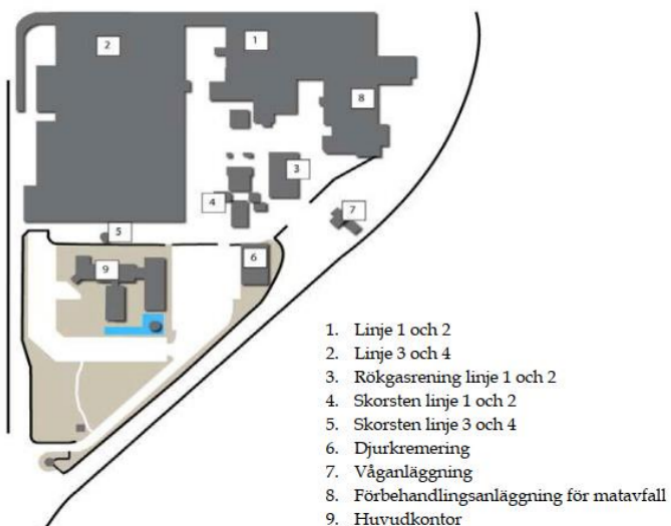 2
1
8
3
4
7
5
6
9
1. Linje 1 och 2
2. Linje 3 och 4
3. Rökgasrening linje 1 och 2
4. Skorsten linje 1 och 2
5. Skorsten linje 3 och 4
6. Djurkremering
7. Våganläggning
8. Förbehandlingsanläggning för matavfall
9. Huvudkontor